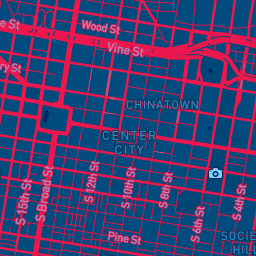 Wood St
e St
Vine St
ry St
CHINATOWN
CENTER
CITY
S 15th St
S Broad St
S 12th St
S 10th St
S 8th St
S 6th St
S 4th St
Pine St
SOCIE
HILL